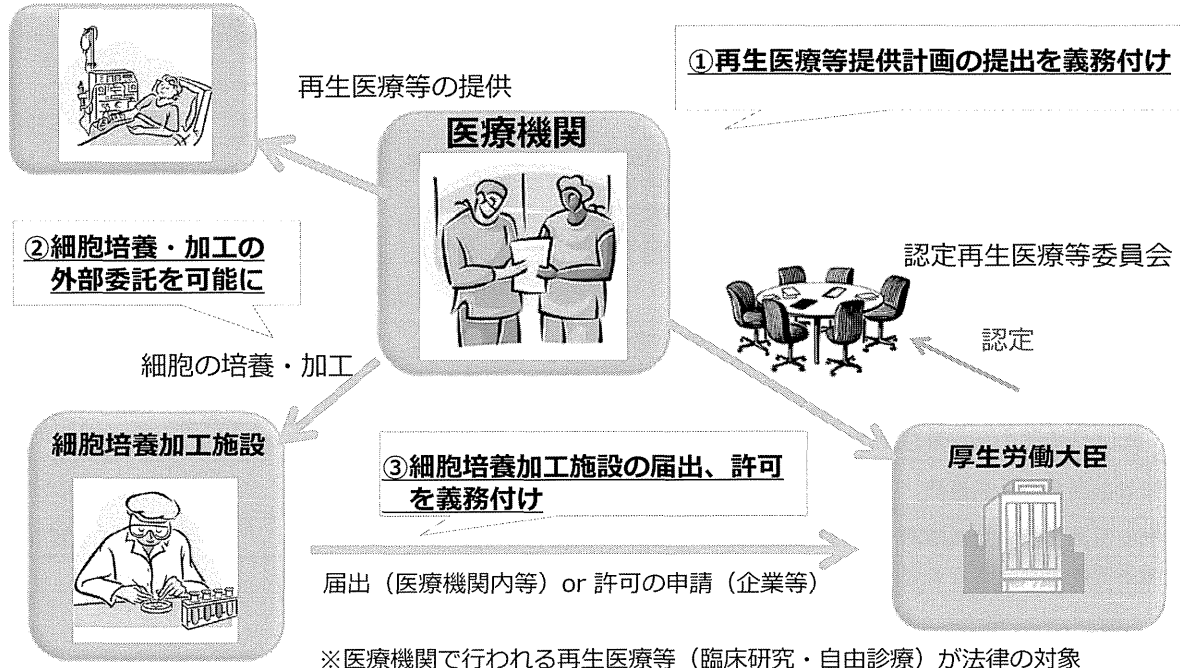 ①再生医療等提供計画の提出を義務付け
再生医療等の提供
医療機関
②細胞培養・加工の
外部委託を可能に
認定再生医療等委員会
認定
細胞の培養・加工
細胞培養加工施設
③細胞培養加工施設の届出、許可
を義務付け
厚生労働大臣
届出（医療機関内等）or 許可の申請（企業等）
※医療機関で行われる再生医療等（臨床研究・自由診療）が法律の対象